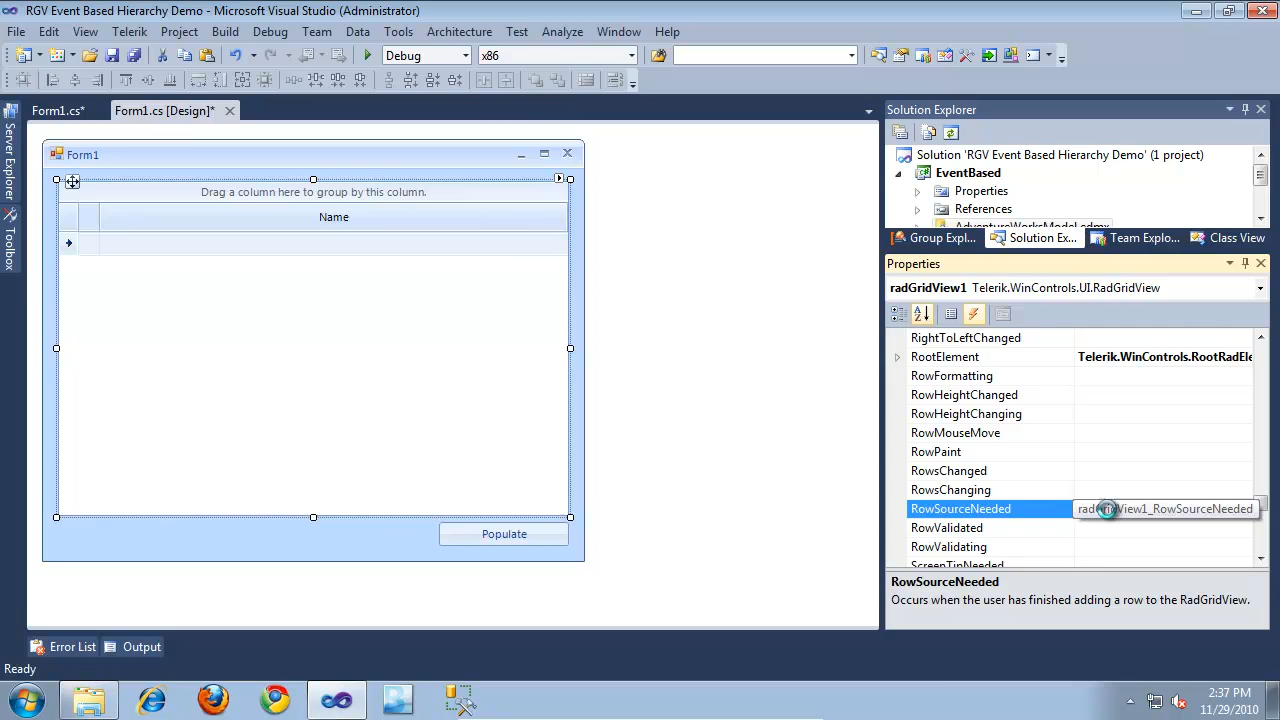 RGV Event Based Hierarchy Demo - Microsoft Visual Studio (Administrator)
File Edit View Telerik Project Build Debug Team Data Tools Architecture Test Analyze Window Help
Debug x86
Form1.cs* Form1.cs [Design]*
Server Explorer
Toolbox
Form1
Drag a column here to group by this column.
Name
Populate
Solution Explorer
Solution 'RGV Event Based Hierarchy Demo' (1 project)
EventBased
Properties
References
AdventureWorksModel.edmx
Group Expl... Solution Ex... Team Explo... Class View
Properties
radGridView1 Telerik.WinControls.UI.RadGridView
RightToLeftChanged
RootElement Telerik.WinControls.RootRadEle
RowFormatting
RowHeightChanged
RowHeightChanging
RowMouseMove
RowPaint
RowsChanged
RowsChanging
RowSourceNeeded radGridView1_RowSourceNeeded
RowValidated
RowValidating
ScreenTipNeeded
RowSourceNeeded
Occurs when the user has finished adding a row to the RadGridView.
Error List Output
Ready
2:37 PM
11/29/2010